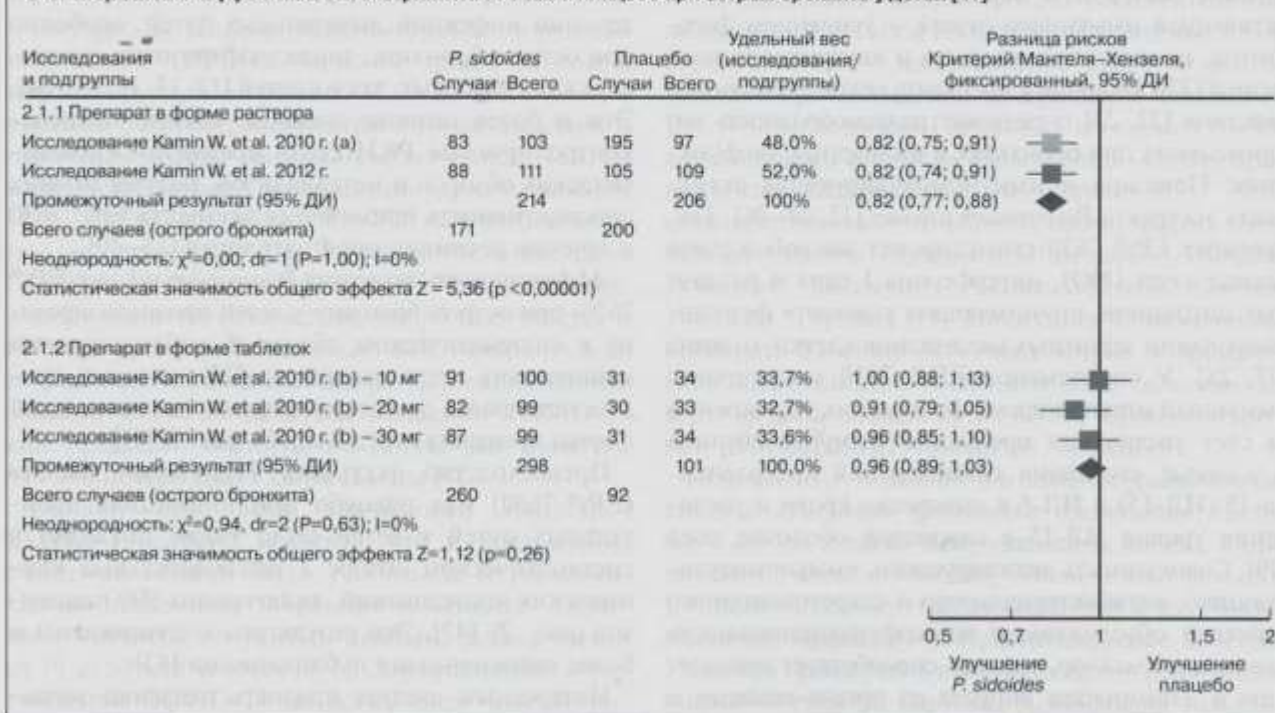 Исследования и подгруппы P. sidoides Случаи Всего Плацебо Случаи Всего Удельный вес (исследования/подгруппы) Разница рисков Критерий Мантеля–Хензеля, фиксированный, 95% ДИ
2.1.1 Препарат в форме раствора
Исследование Kamin W. et al. 2010 г. (a) 83 103 195 97 48.0% 0,82 (0,75; 0,91)
Исследование Kamin W. et al. 2012 г. 88 111 105 109 52,0% 0,82 (0,74; 0,91)
Промежуточный результат (95% ДИ) 214 206 100% 0,82 (0,77; 0,88)
Всего случаев (острого бронхита) 171 200
Неоднородность: χ²=0,00; dr=1 (P=1,00); I=0%
Статистическая значимость общего эффекта Z = 5,36 (p <0,00001)
2.1.2 Препарат в форме таблеток
Исследование Kamin W. et al. 2010 г. (b) – 10 мг 91 100 31 34 33.7% 1,00 (0,88; 1,13)
Исследование Kamin W. et al. 2010 г. (b) – 20 мг 82 99 30 33 32,7% 0,91 (0,79; 1,05)
Исследование Kamin W. et al. 2010 г. (b) – 30 мг 87 99 31 34 33,6% 0,96 (0,85; 1,10)
Промежуточный результат (95% ДИ) 298 101 100,0% 0,96 (0,89; 1,03)
Всего случаев (острого бронхита) 260 92
Неоднородность: χ²=0,94, dr=2 (P=0,63); I=0%
Статистическая значимость общего эффекта Z=1,12 (p=0,26)
0,5 0,7 1 1,5 2
Улучшение P. sidoides Улучшение плацебо